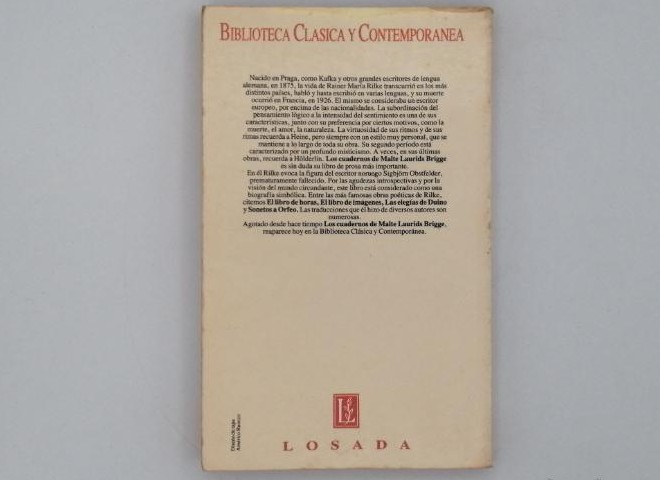 BIBLIOTECA CLASICA Y CONTEMPORANEA
Nacido en Praga, como Kafka y otros grandes escritores de lengua
alemana, en 1875, la vida de Rainer María Rilke transcurrió en los más
distintos países, habló y hasta escribió en varias lenguas, y su muerte
ocurrió en Francia, en 1926. El mismo se consideraba un escritor
europeo, por encima de las nacionalidades. La subordinación del
pensamiento lógico a la intensidad del sentimiento es una de sus
características, junto con su preferencia por ciertos motivos, como la
muerte, el amor, la naturaleza. La virtuosidad de sus ritmos y de sus
rimas recuerda a Heine, pero siempre con un estilo muy personal, que se
mantiene a lo largo de toda su obra. Su segundo período está
caracterizado por un profundo misticismo. A veces, en sus últimas
obras, recuerda a Hölderlin. Los cuadernos de Malte Laurids Brigge
es sin duda su libro de prosa más importante.
En él Rilke evoca la figura del escritor noruego Sigbjörn Obstfelder,
prematuramente fallecido. Por las agudezas introspectivas y por la
visión del mundo circundante, este libro está considerado como una
biografía simbólica. Entre las más famosas obras poéticas de Rilke,
citemos El libro de horas, El libro de imágenes, Las elegías de Duino
y Sonetos a Orfeo. Las traducciones que él hizo de diversos autores son
numerosas.
Agotado desde hace tiempo Los cuadernos de Malte Laurids Brigge,
reaparece hoy en la Biblioteca Clásica y Contemporánea.
Diseño de tapa
L
LOSADA